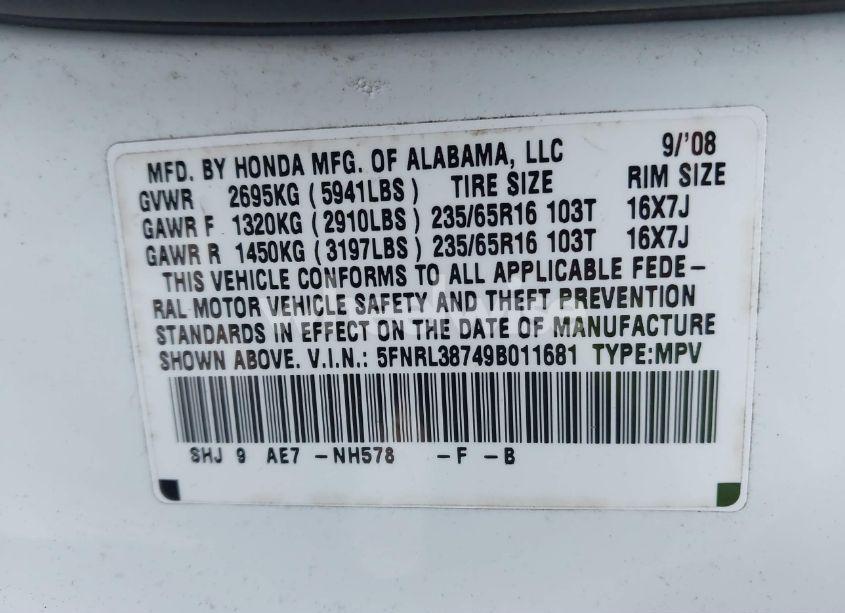 MFD. BY HONDA MFG. OF ALABAMA, LLC 9/'08
GVWR 2695KG (5941LBS) TIRE SIZE RIM SIZE
GAWR F 1320KG (2910LBS) 235/65R16 103T 16X7J
GAWR R 1450KG (3197LBS) 235/65R16 103T 16X7J
THIS VEHICLE CONFORMS TO ALL APPLICABLE FEDE-
RAL MOTOR VEHICLE SAFETY AND THEFT PREVENTION
STANDARDS IN EFFECT ON THE DATE OF MANUFACTURE
SHOWN ABOVE. V.I.N.: 5FNRL38749B011681 TYPE:MPV
SHJ 9 AE7 -NH578 -F -B